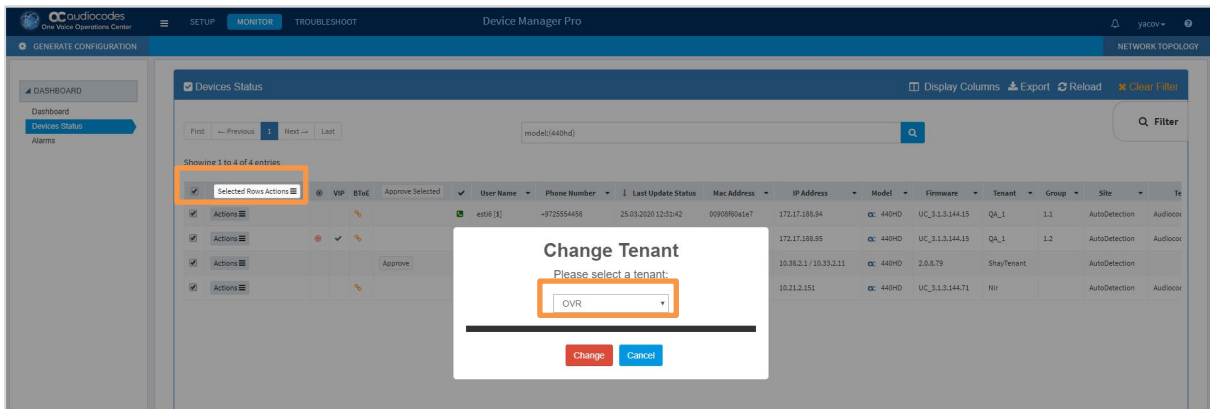 audiocodes
One Voice Operations Center
SETUP MONITOR TROUBLESHOOT Device Manager Pro yacov
GENERATE CONFIGURATION NETWORK TOPOLOGY
DASHBOARD
Dashboard
Devices Status
Alarms
Devices Status Display Columns Export Reload Clear Filter
Filter
First ← Previous 1 Next → Last model:(440hd)
Showing 1 to 4 of 4 entries
Selected Rows Actions VIP BToE Approve Selected User Name Phone Number Last Update Status Mac Address IP Address Model Firmware Tenant Group Site Te
Actions esti6 [1] +9725554456 25.03.2020 12:31:42 00908f60a1e7 172.17.188.94 440HD UC_3.1.3.144.15 QA_1 1.1 AutoDetection Audiocod
Actions 172.17.188.95 440HD UC_3.1.3.144.15 QA_1 1.2 AutoDetection Audiocod
Actions Approve 10.38.2.1 / 10.33.2.11 440HD 2.0.8.79 ShayTenant AutoDetection
Actions 10.21.2.151 440HD UC_3.1.3.144.71 Nir AutoDetection Audiocod
Change Tenant
Please select a tenant:
OVR
Change Cancel